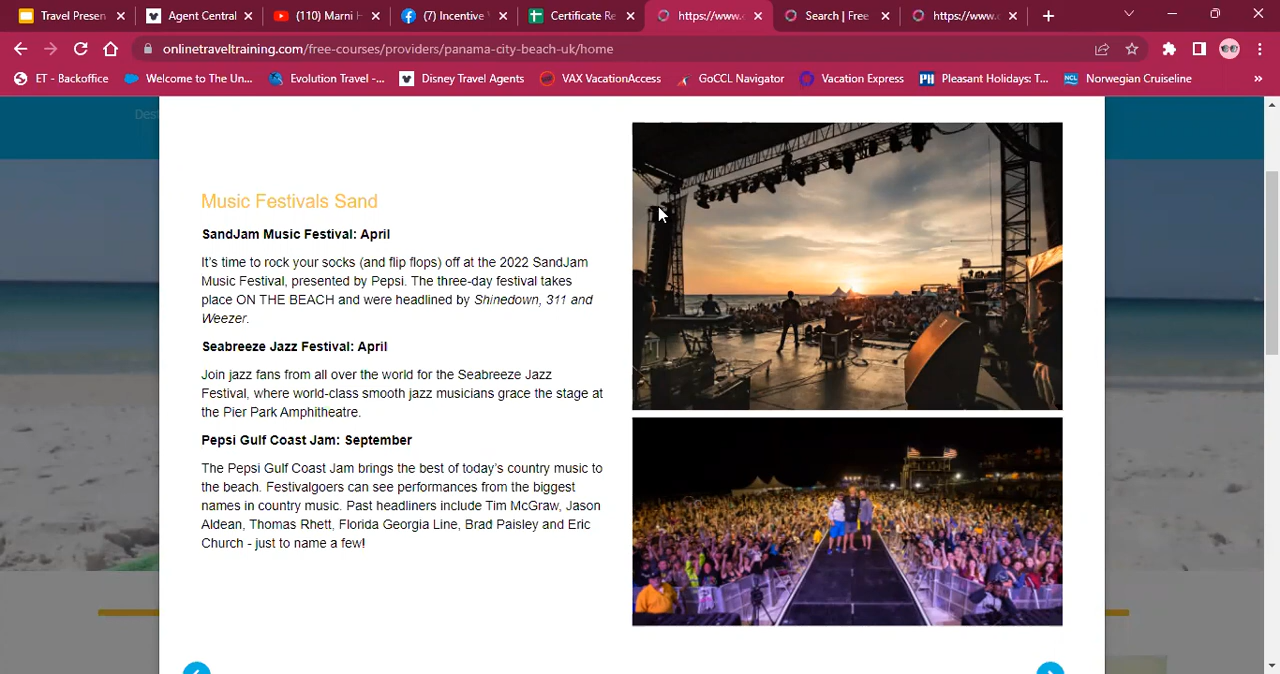 Travel Presen
Agent Central
(110) Marni H
(7) Incentive
Certificate Re
https://www.
Search | Free
https://www.
onlinetraveltraining.com/free-courses/providers/panama-city-beach-uk/home
ET - Backoffice
Welcome to The Un...
Evolution Travel -...
Disney Travel Agents
VAX VacationAccess
GoCCL Navigator
Vacation Express
Pleasant Holidays: T...
Norwegian Cruiseline
Dest
Music Festivals Sand
SandJam Music Festival: April
It's time to rock your socks (and flip flops) off at the 2022 SandJam
Music Festival, presented by Pepsi. The three-day festival takes
place ON THE BEACH and were headlined by Shinedown, 311 and
Weezer.
Seabreeze Jazz Festival: April
Join jazz fans from all over the world for the Seabreeze Jazz
Festival, where world-class smooth jazz musicians grace the stage at
the Pier Park Amphitheatre.
Pepsi Gulf Coast Jam: September
The Pepsi Gulf Coast Jam brings the best of today's country music to
the beach. Festivalgoers can see performances from the biggest
names in country music. Past headliners include Tim McGraw, Jason
Aldean, Thomas Rhett, Florida Georgia Line, Brad Paisley and Eric
Church - just to name a few!